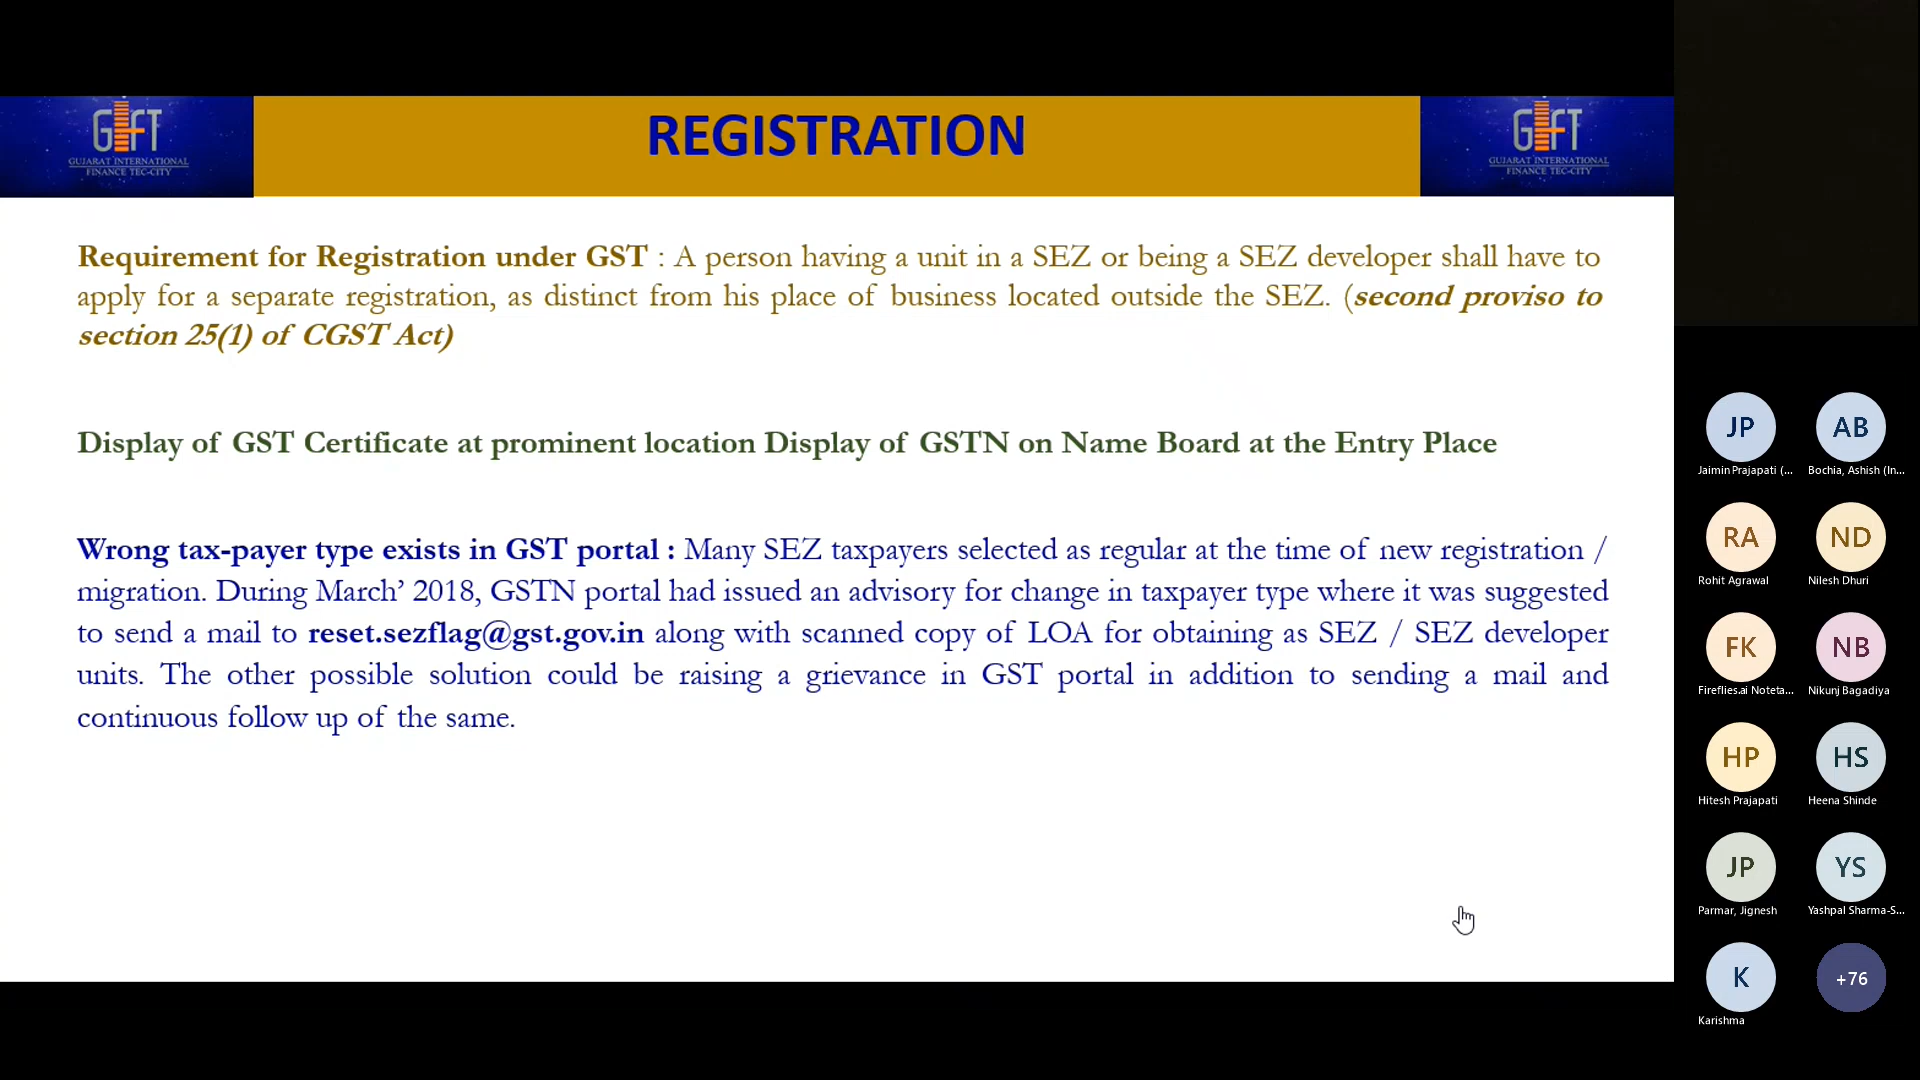 GIFT
GUJARAT INTERNATIONAL
FINANCE TEC-CITY
REGISTRATION
GIFT
GUJARAT INTERNATIONAL
FINANCE TEC-CITY
Requirement for Registration under GST : A person having a unit in a SEZ or being a SEZ developer shall have to
apply for a separate registration, as distinct from his place of business located outside the SEZ. (second proviso to
section 25(1) of CGST Act)
Display of GST Certificate at prominent location Display of GSTN on Name Board at the Entry Place
Wrong tax-payer type exists in GST portal : Many SEZ taxpayers selected as regular at the time of new registration /
migration. During March’ 2018, GSTN portal had issued an advisory for change in taxpayer type where it was suggested
to send a mail to reset.sezflag@gst.gov.in along with scanned copy of LOA for obtaining as SEZ / SEZ developer
units. The other possible solution could be raising a grievance in GST portal in addition to sending a mail and
continuous follow up of the same.
JP
AB
Jaimin Prajapati (...
Bochia, Ashish (In...
RA
ND
Rohit Agrawal
Nilesh Dhuri
FK
NB
Fireflies.ai Noteta...
Nikunj Bagadiya
HP
HS
Hitesh Prajapati
Heena Shinde
JP
YS
Parmar, Jignesh
Yashpal Sharma-S...
K
+76
Karishma